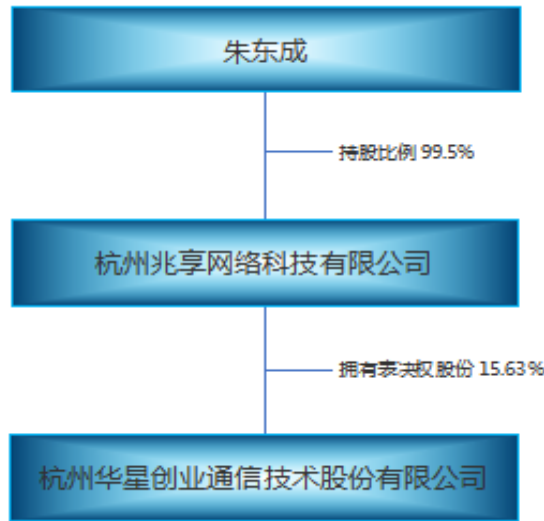 朱东成
持股比例 99.5%
杭州兆享网络科技有限公司
拥有表决权股份 15.63%
杭州华星创业通信技术股份有限公司